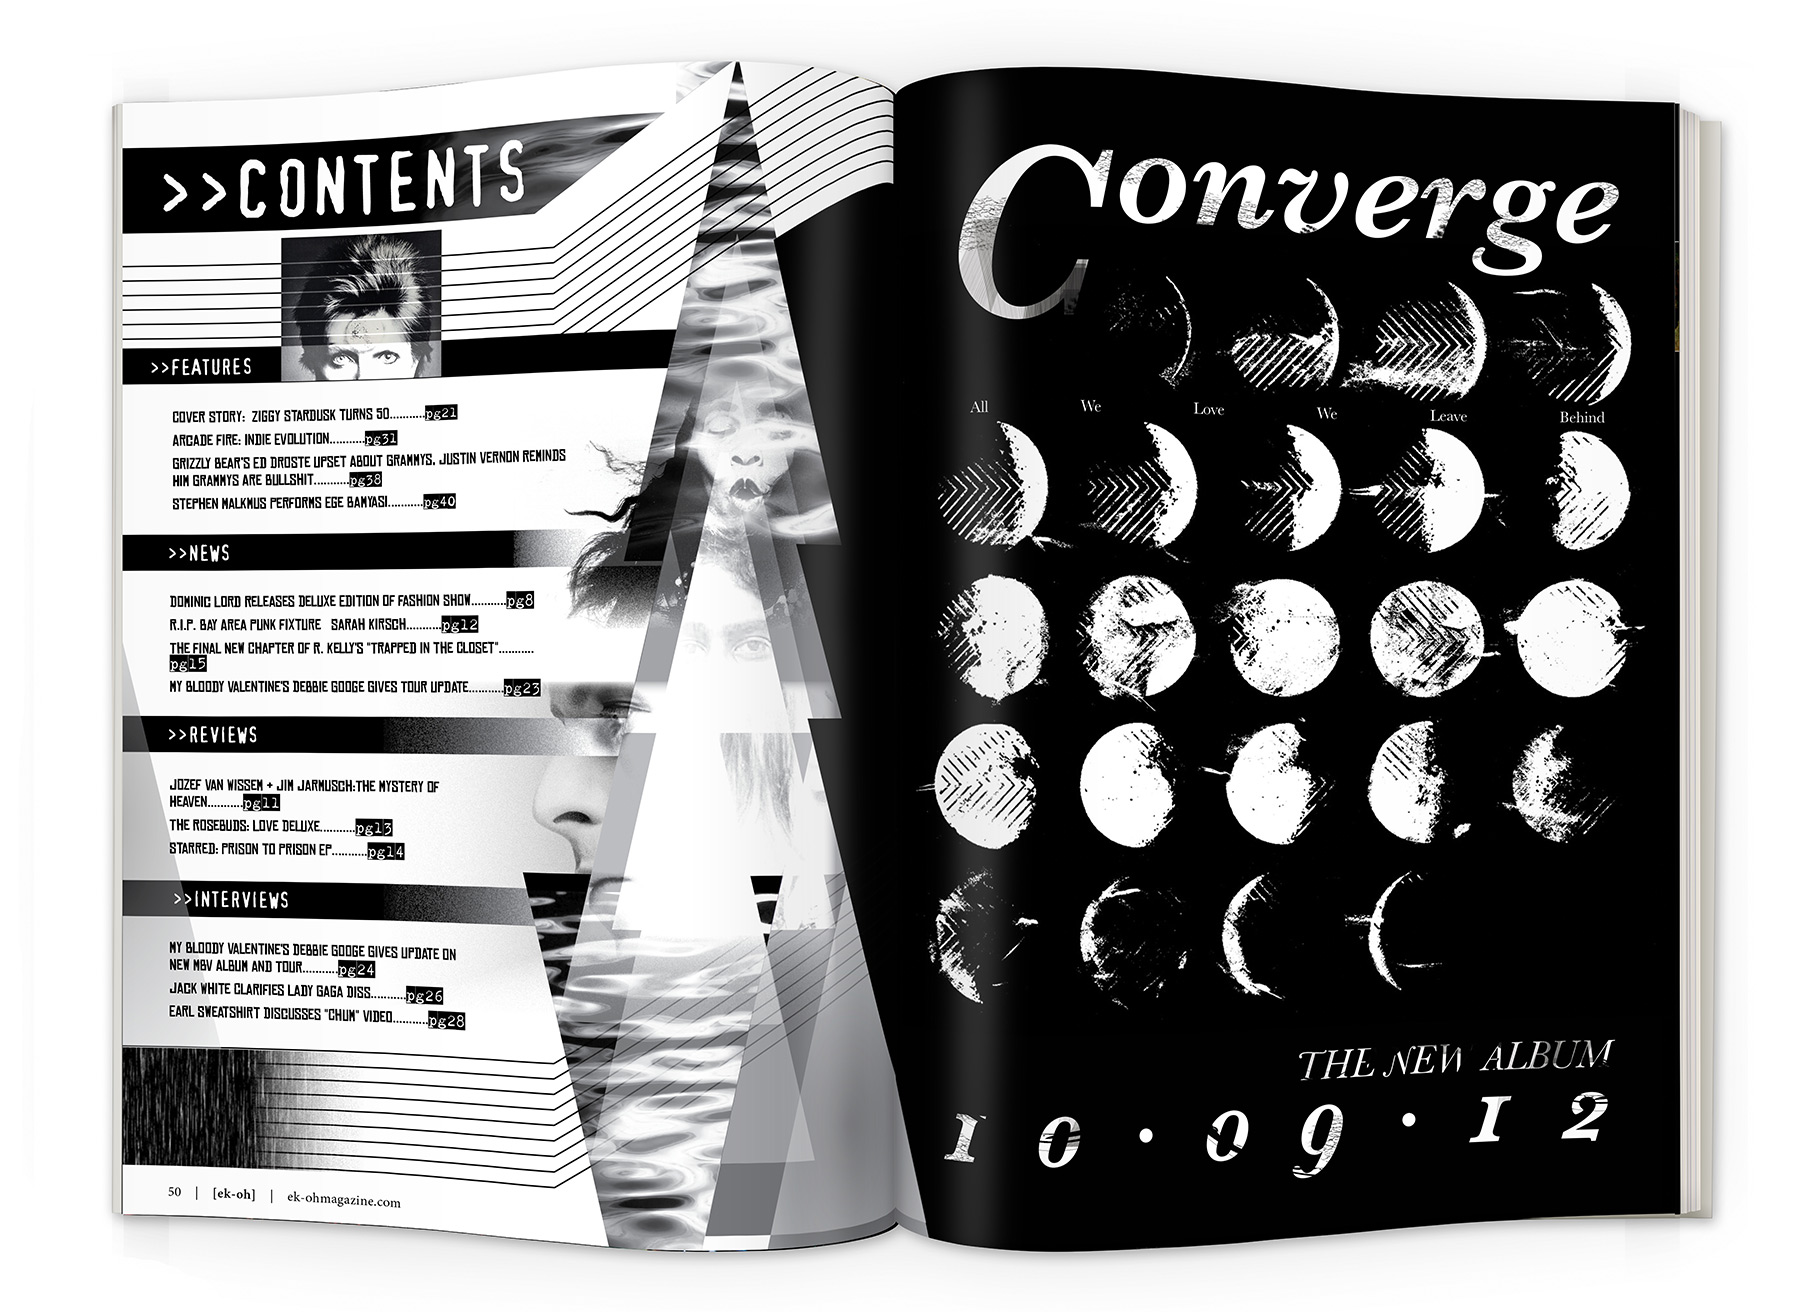 >>CONTENTS
>>FEATURES
COVER STORY: ZIGGY STARDUSK TURNS 50...........pg21
ARCADE FIRE: INDIE EVOLUTION...........pg31
GRIZZLY BEAR'S ED DROSTE UPSET ABOUT GRAMMYS, JUSTIN VERNON REMINDS
HIM GRAMMYS ARE BULLSHIT...........pg38
STEPHEN MALKMUS PERFORMS EGE BAMYASI...........pg40
>>NEWS
DOMINIC LORD RELEASES DELUXE EDITION OF FASHION SHOW...........pg8
R.I.P. BAY AREA PUNK FIXTURE SARAH KIRSCH...........pg12
THE FINAL NEW CHAPTER OF R. KELLY'S "TRAPPED IN THE CLOSET"...........
pg15
MY BLOODY VALENTINE'S DEBBIE GOOGE GIVES TOUR UPDATE...........pg23
>>REVIEWS
JOZEF VAN WISSEM + JIM JARMUSCH:THE MYSTERY OF
HEAVEN...........pg11
THE ROSEBUDS: LOVE DELUXE...........pg13
STARRED: PRISON TO PRISON EP...........pg14
>>INTERVIEWS
MY BLOODY VALENTINE'S DEBBIE GOOGE GIVES UPDATE ON
NEW MBV ALBUM AND TOUR...........pg24
JACK WHITE CLARIFIES LADY GAGA DISS...........pg26
EARL SWEATSHIRT DISCUSSES "CHUM" VIDEO...........pg28
50 | [ek-oh] | ek-ohmagazine.com
Converge
All We Love We Leave Behind
THE NEW ALBUM
10·09·12